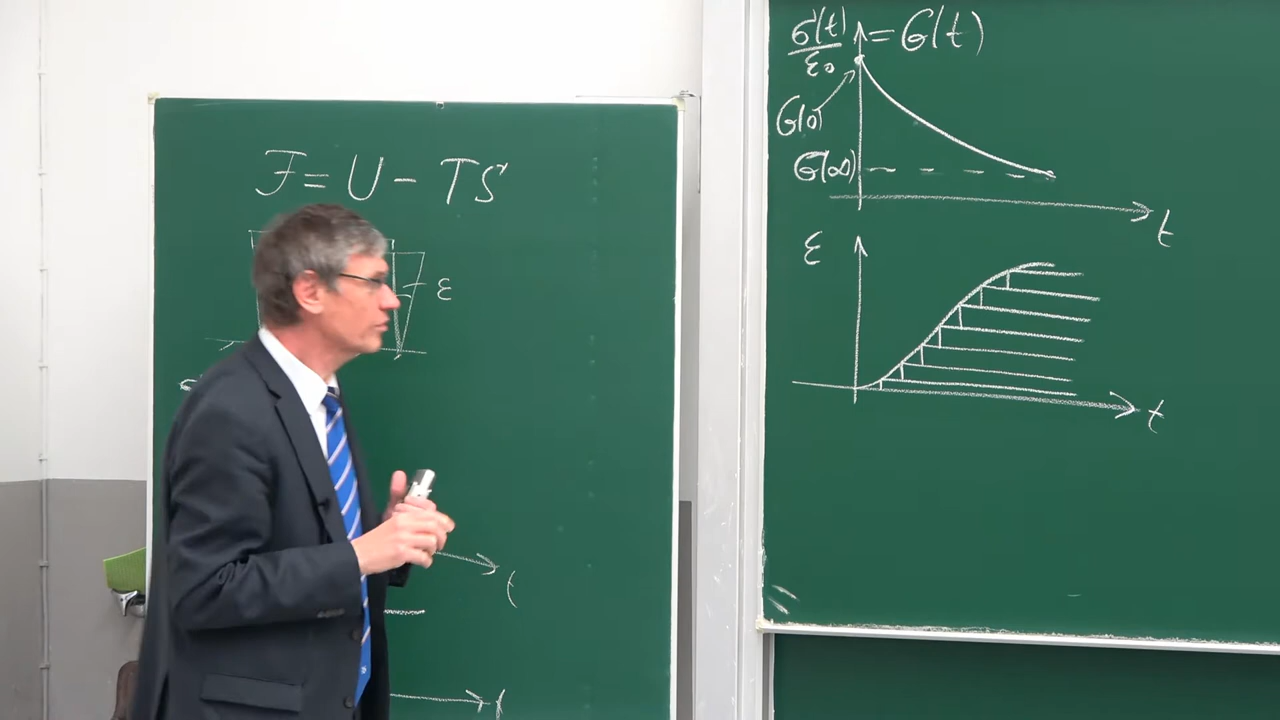 ℱ = U - TS
ε
t
σ(t)/ε₀ = G(t)
G(0)
G(∞)
t
ε
t